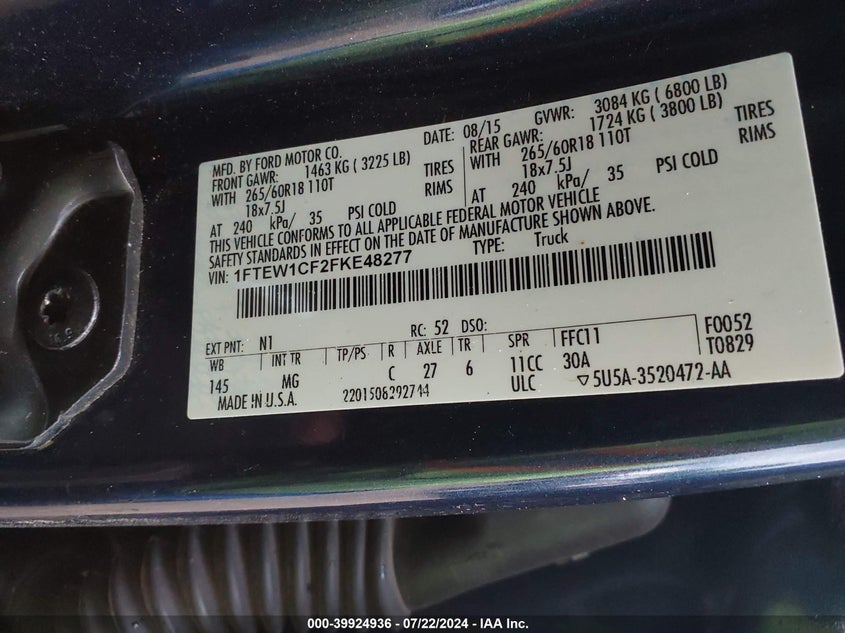 MFD. BY FORD MOTOR CO.
DATE: 08/15 GVWR: 3084 KG ( 6800 LB)
FRONT GAWR: 1463 KG ( 3225 LB) REAR GAWR: 1724 KG ( 3800 LB)
WITH 265/60R18 110T TIRES WITH 265/60R18 110T TIRES
18x7.5J RIMS 18x7.5J RIMS
AT 240 kPa/ 35 PSI COLD AT 240 kPa/ 35 PSI COLD
THIS VEHICLE CONFORMS TO ALL APPLICABLE FEDERAL MOTOR VEHICLE
SAFETY STANDARDS IN EFFECT ON THE DATE OF MANUFACTURE SHOWN ABOVE.
VIN: 1FTEW1CF2FKE48277 TYPE: Truck
EXT PNT: N1 RC: 52 DSO: FFC11 F0052
WB INT TR TP/PS R AXLE TR SPR 30A T0829
145 MG C 27 6 11CC
MADE IN U.S.A. 2201508292744 ULC ▽5U5A-3520472-AA
000-39924936 - 07/22/2024 - IAA Inc.